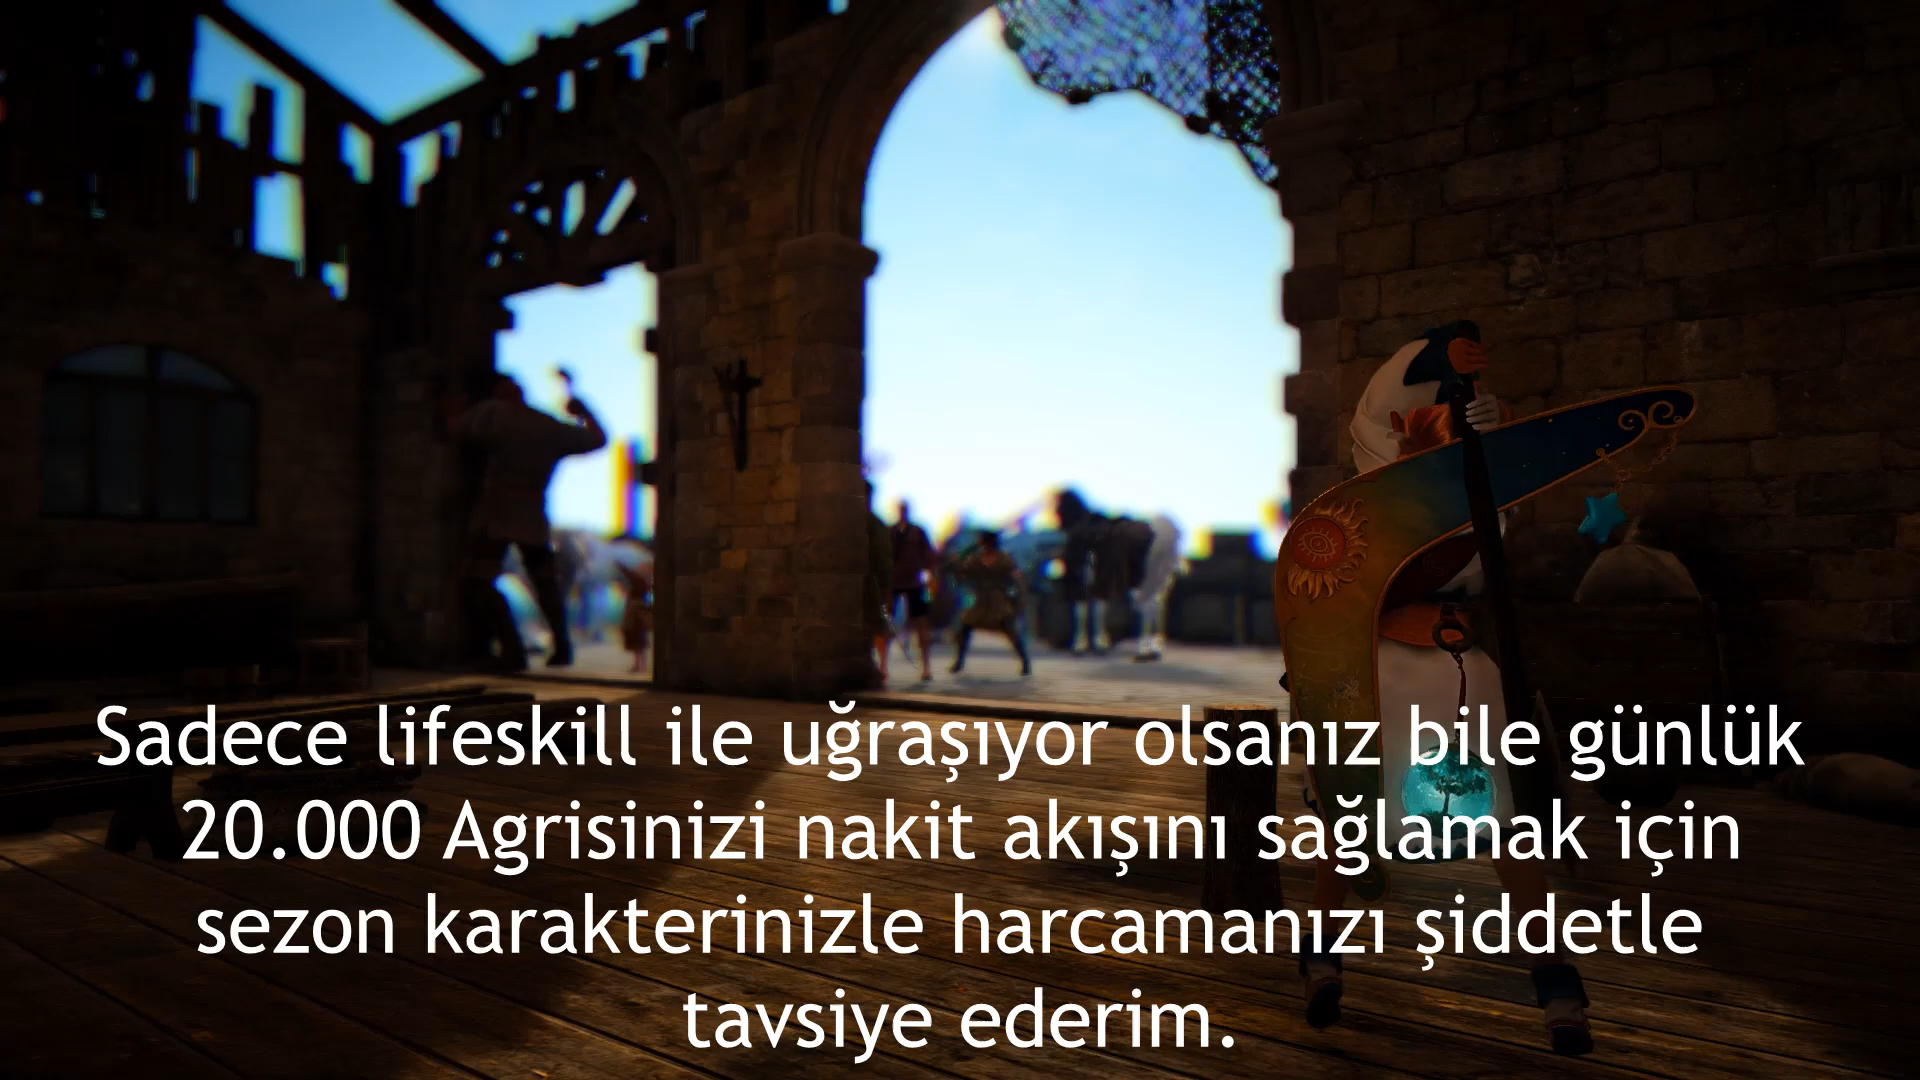 Sadece lifeskill ile uğraşıyor olsanız bile günlük
20.000 Agrisinizi nakit akışını sağlamak için
sezon karakterinizle harcamanızı şiddetle
tavsiye ederim.